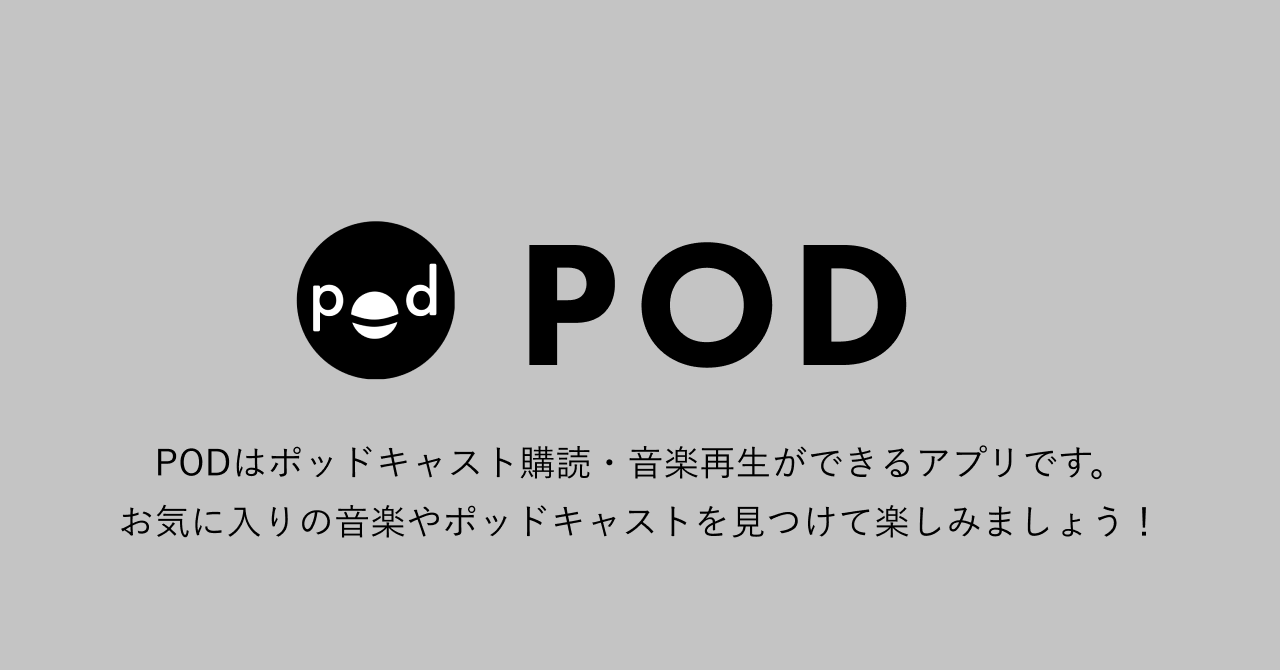 pod POD
PODはポッドキャスト購読・音楽再生ができるアプリです。
お気に入りの音楽やポッドキャストを見つけて楽しみましょう！